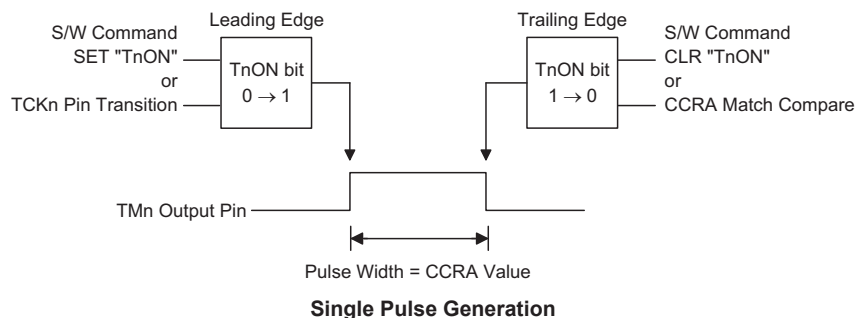 Leading Edge
S/W Command
SET "TnON"
or
TCKn Pin Transition
TnON bit
0 → 1
Trailing Edge
TnON bit
1 → 0
S/W Command
CLR "TnON"
or
CCRA Match Compare
TMn Output Pin
Pulse Width = CCRA Value
Single Pulse Generation